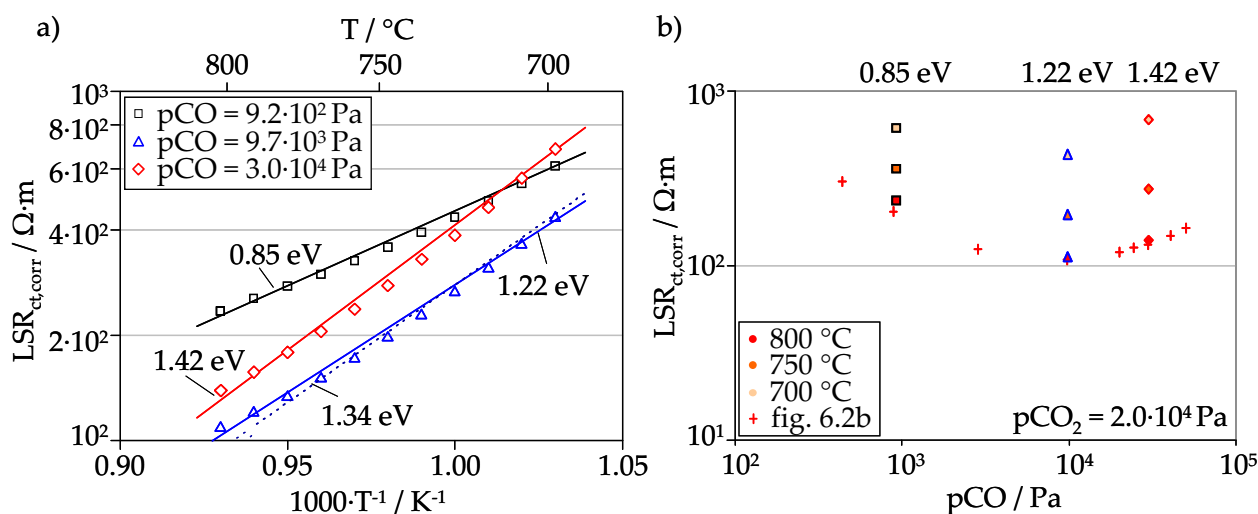 a)
T / °C
800
750
700
10³
8·10²
6·10²
4·10²
2·10²
10²
LSRct,corr / Ω·m
pCO = 9.2·10² Pa
pCO = 9.7·10³ Pa
pCO = 3.0·10⁴ Pa
0.85 eV
1.22 eV
1.42 eV
1.34 eV
0.90
0.95
1.00
1.05
1000·T⁻¹ / K⁻¹
b)
0.85 eV
1.22 eV
1.42 eV
10³
10²
10¹
LSRct,corr / Ω·m
800 °C
750 °C
700 °C
fig. 6.2b
pCO₂ = 2.0·10⁴ Pa
10²
10³
10⁴
10⁵
pCO / Pa